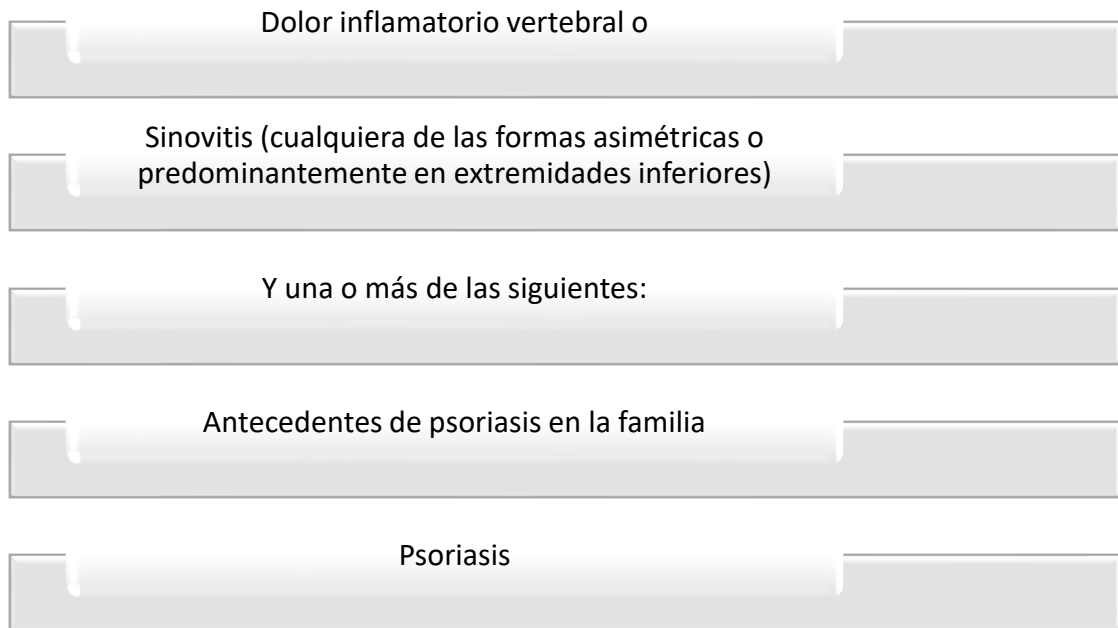 Dolor inflamatorio vertebral o
Sinovitis (cualquiera de las formas asimétricas o
predominantemente en extremidades inferiores)
Y una o más de las siguientes:
Antecedentes de psoriasis en la familia
Psoriasis